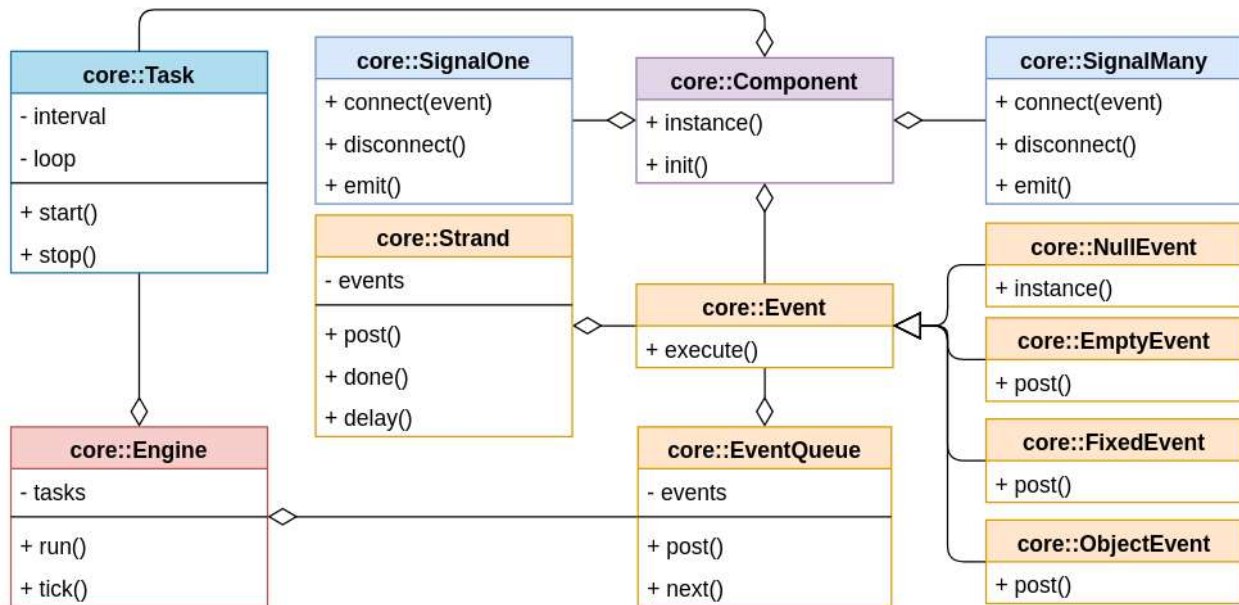 core::Task
- interval
- loop
+ start()
+ stop()
core::SignalOne
+ connect(event)
+ disconnect()
+ emit()
core::Component
+ instance()
+ init()
core::SignalMany
+ connect(event)
+ disconnect()
+ emit()
core::Strand
- events
+ post()
+ done()
+ delay()
core::Event
+ execute()
core::NullEvent
+ instance()
core::EmptyEvent
+ post()
core::FixedEvent
+ post()
core::ObjectEvent
+ post()
core::Engine
- tasks
+ run()
+ tick()
core::EventQueue
- events
+ post()
+ next()